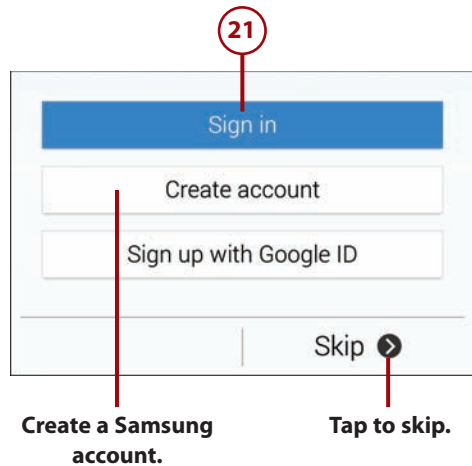 21
Sign in
Create account
Sign up with Google ID
Skip
Create a Samsung
account.
Tap to skip.